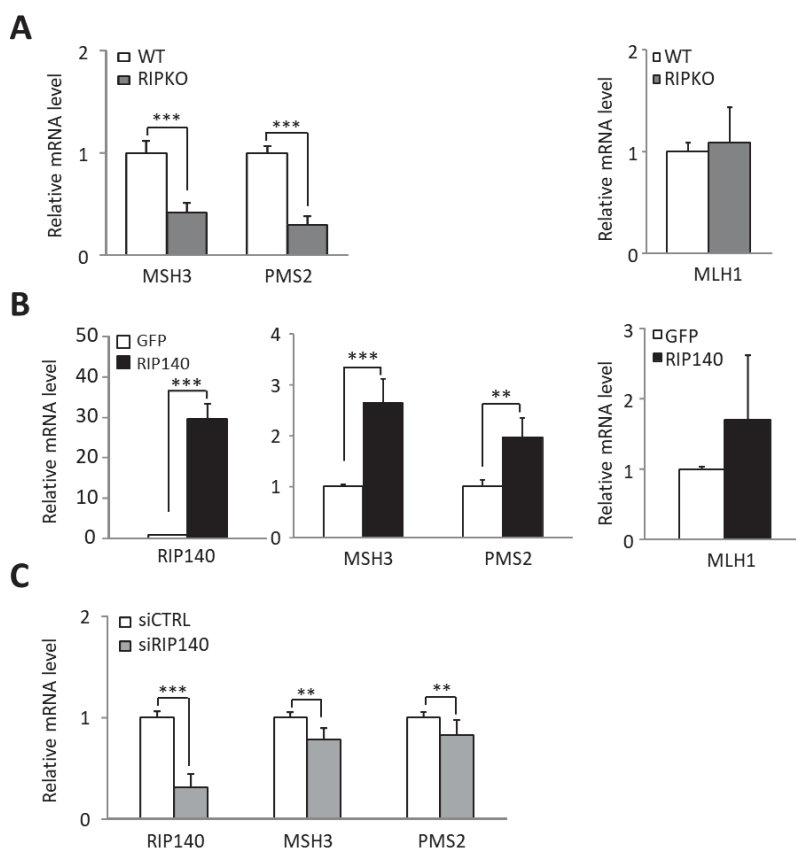 A
Relative mRNA level
2
1
0
WT
RIPKO
***
***
MSH3
PMS2
Relative mRNA level
2
1
0
WT
RIPKO
MLH1
B
Relative mRNA level
50
40
30
20
10
0
GFP
RIP140
***
RIP140
4
3
2
1
0
***
**
MSH3
PMS2
Relative mRNA level
3
2
1
0
GFP
RIP140
MLH1
C
Relative mRNA level
2
1
0
siCTRL
siRIP140
***
**
**
RIP140
MSH3
PMS2